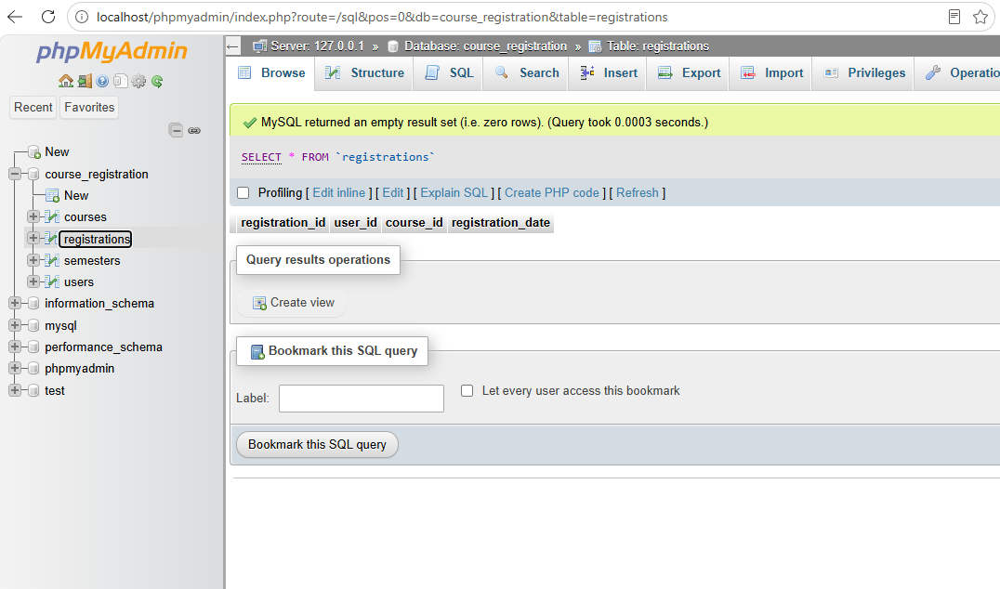 localhost/phpmyadmin/index.php?route=/sql&pos=0&db=course_registration&table=registrations
phpMyAdmin
Recent Favorites
New
course_registration
New
courses
registrations
semesters
users
information_schema
mysql
performance_schema
phpmyadmin
test
Server: 127.0.0.1 » Database: course_registration » Table: registrations
Browse Structure SQL Search Insert Export Import Privileges Operatio
MySQL returned an empty result set (i.e. zero rows). (Query took 0.0003 seconds.)
SELECT * FROM `registrations`
Profiling [ Edit inline ] [ Edit ] [ Explain SQL ] [ Create PHP code ] [ Refresh ]
registration_id user_id course_id registration_date
Query results operations
Create view
Bookmark this SQL query
Label: Let every user access this bookmark
Bookmark this SQL query